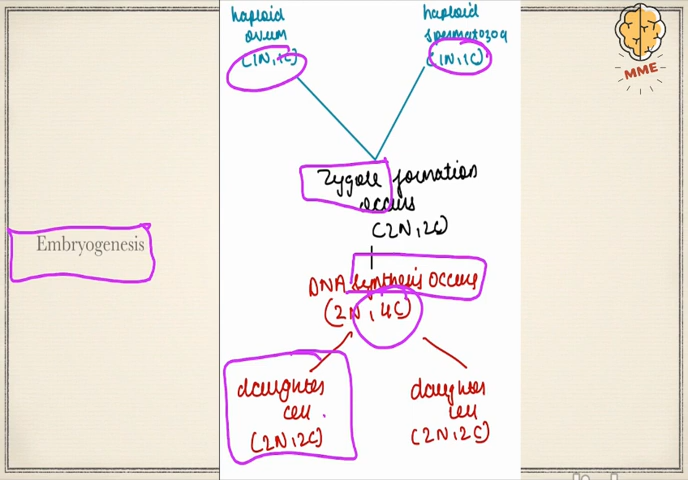 haploid
ovum
(1N,1C)
haploid
spermatozoa
(1N,1C)
MME
Zygote formation
occurs
(2N,2C)
Embryogenesis
DNA synthesis occurs
(2N,4C)
daughter
cell.
(2N,2C)
daughter
cell
(2N,2C)